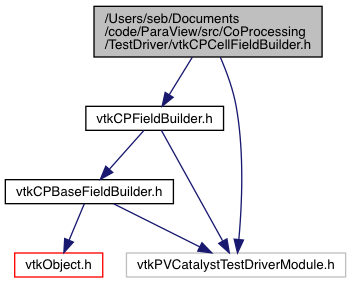 /Users/seb/Documents
/code/ParaView/src/CoProcessing
/TestDriver/vtkCPCellFieldBuilder.h
vtkCPFieldBuilder.h
vtkCPBaseFieldBuilder.h
vtkObject.h
vtkPVCatalystTestDriverModule.h